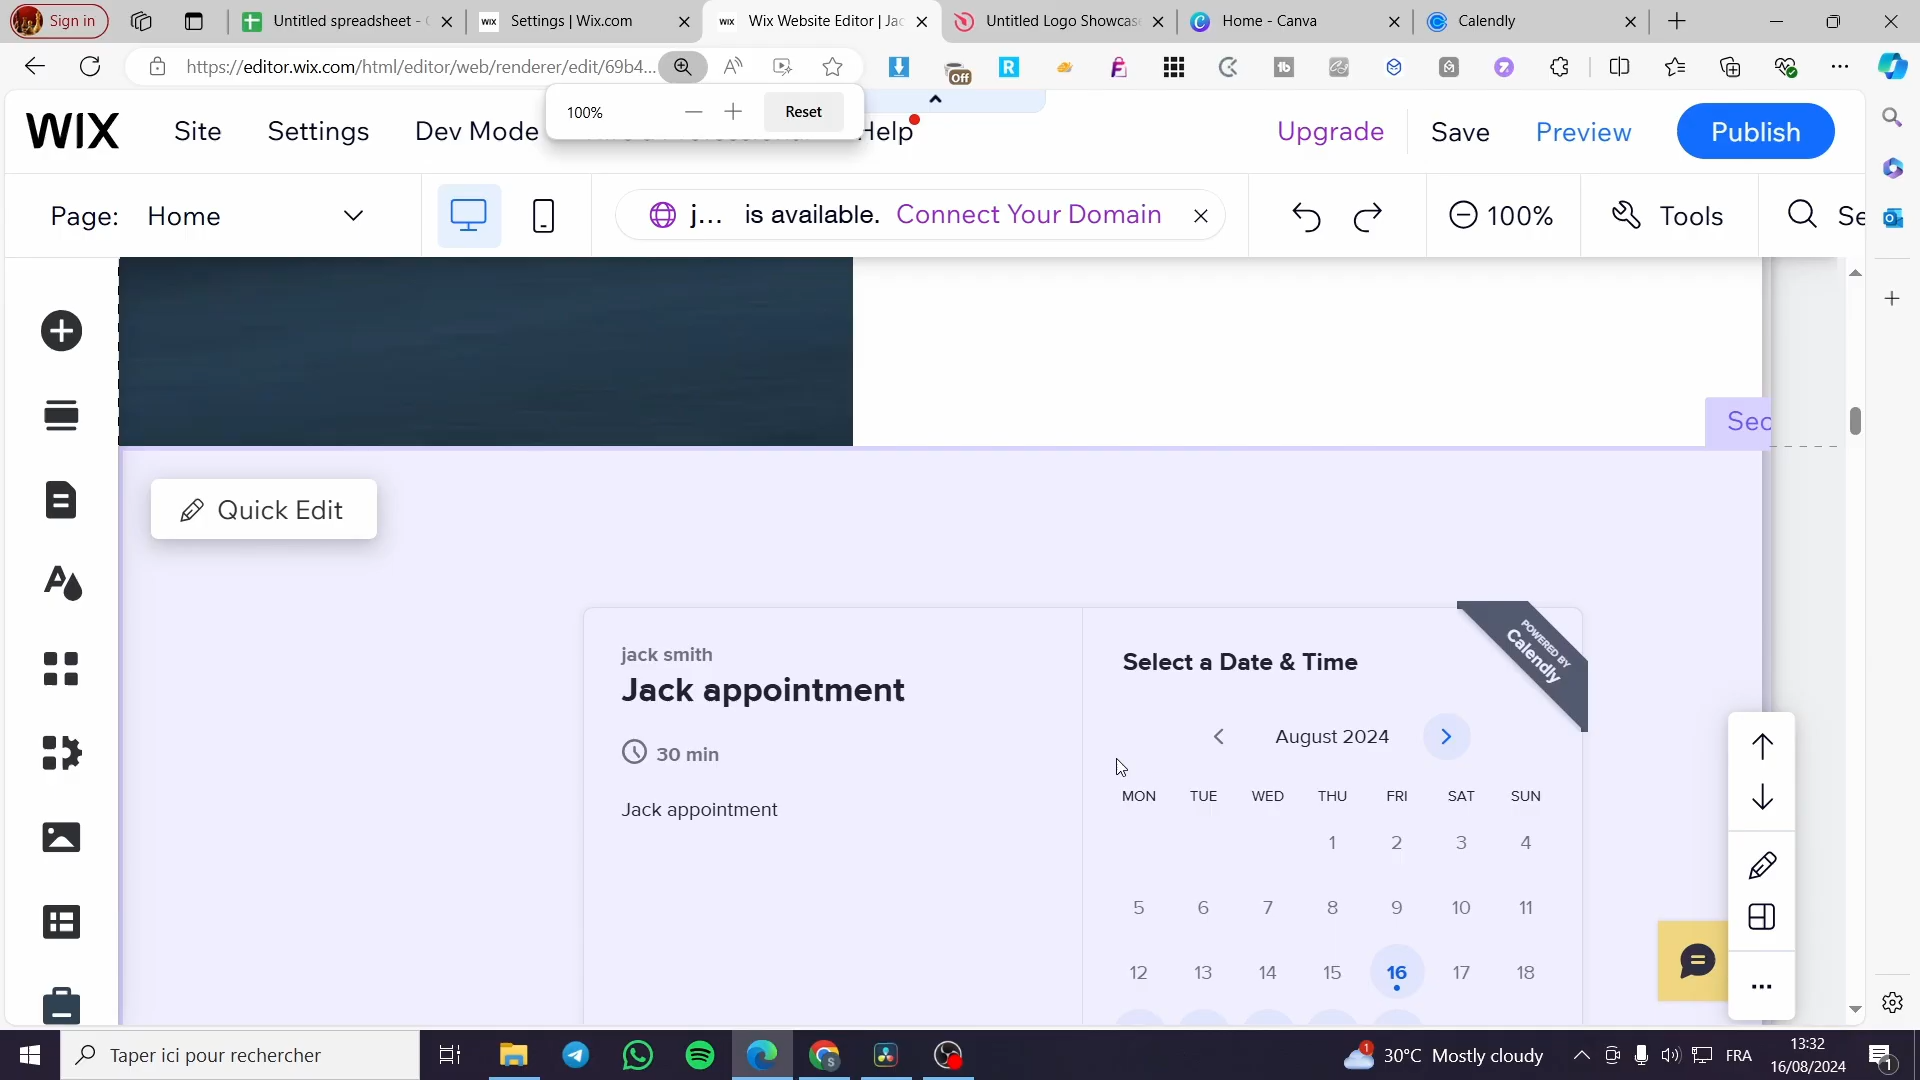 Sign in
Untitled spreadsheet -
WIX
Settings | Wix.com
WIX
Wix Website Editor | Jac
Untitled Logo Showcas
Home - Canva
Calendly
https://editor.wix.com/html/editor/web/renderer/edit/69b4...
Off
100%
Reset
WIX
Site
Settings
Dev Mode
Help
Upgrade
Save
Preview
Publish
Page:
Home
j...
is available.
Connect Your Domain
100%
Tools
Se
Sec
Quick Edit
jack smith
Jack appointment
30 min
Jack appointment
POWERED BY
Calendly
Select a Date & Time
August 2024
MON TUE WED THU FRI SAT SUN
1 2 3 4
5 6 7 8 9 10 11
12 13 14 15 16 17 18
Taper ici pour rechercher
1
30°C Mostly cloudy
FRA
13:32
16/08/2024
1